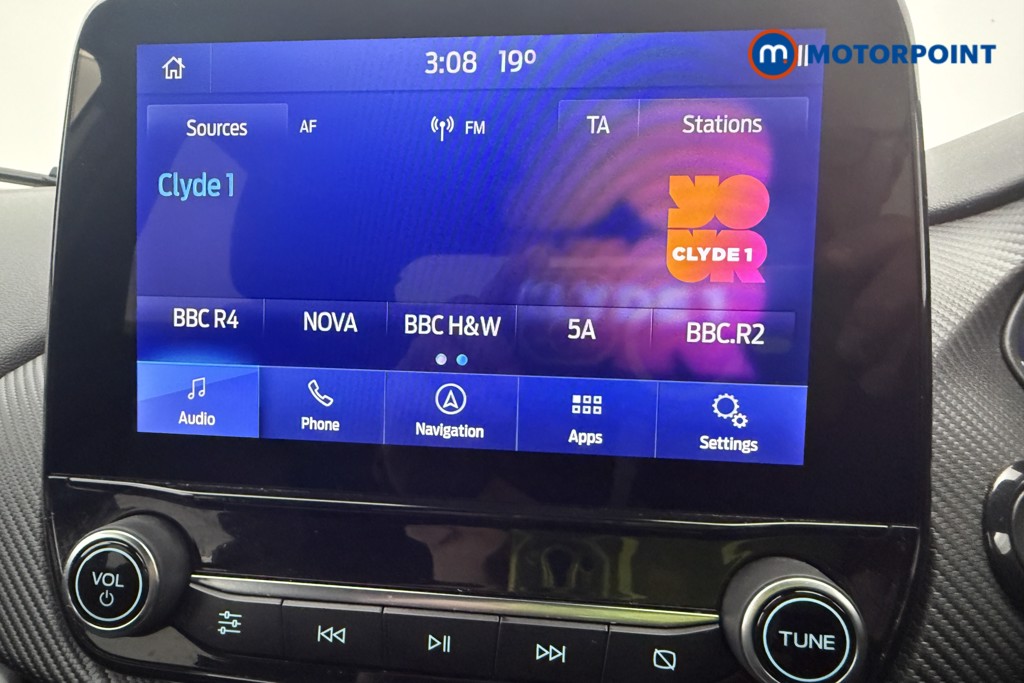 3:08 19º
m MOTORPOINT
Sources AF FM TA Stations
Clyde 1
YOUR
CLYDE 1
BBC R4 NOVA BBC H&W 5A BBC.R2
Audio Phone Navigation Apps Settings
VOL
TUNE